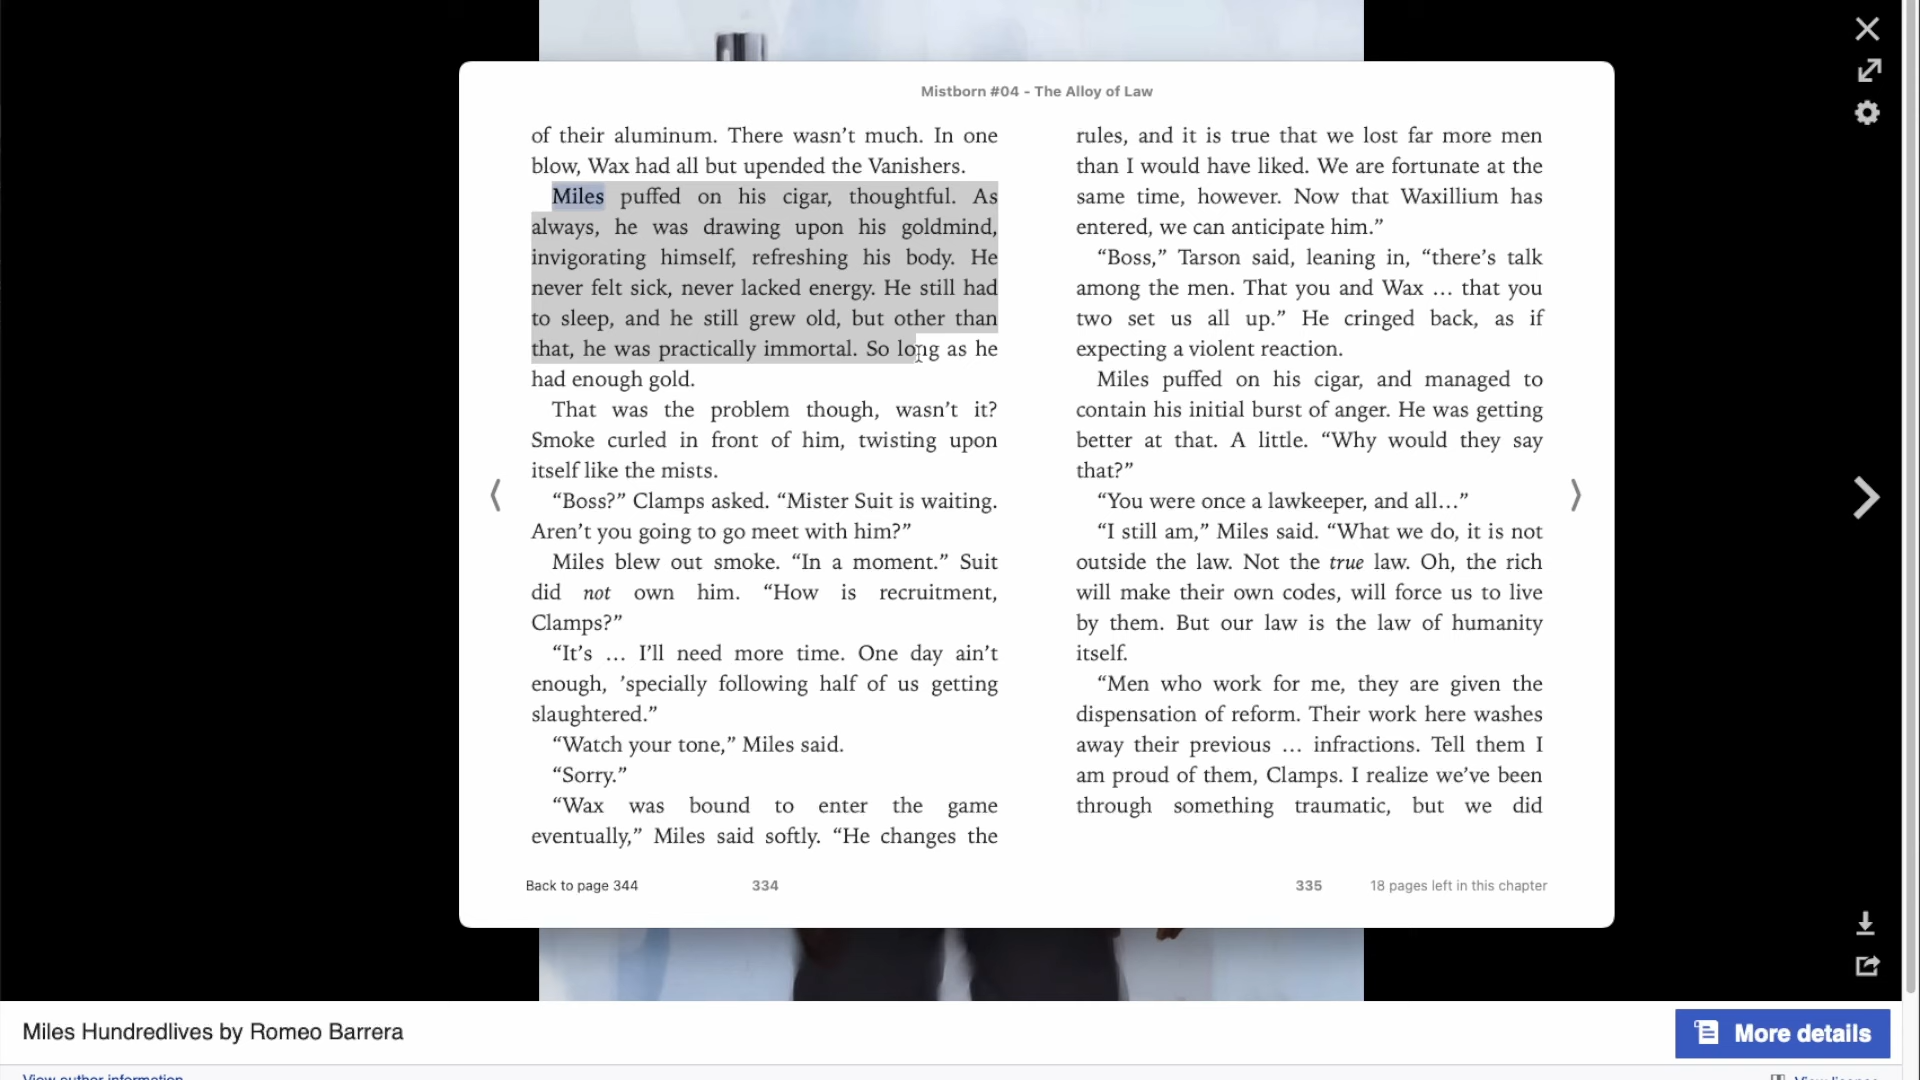 Mistborn #04 - The Alloy of Law
of their aluminum. There wasn’t much. In one
blow, Wax had all but upended the Vanishers.
Miles puffed on his cigar, thoughtful. As
always, he was drawing upon his goldmind,
invigorating himself, refreshing his body. He
never felt sick, never lacked energy. He still had
to sleep, and he still grew old, but other than
that, he was practically immortal. So long as he
had enough gold.
That was the problem though, wasn’t it?
Smoke curled in front of him, twisting upon
itself like the mists.
“Boss?” Clamps asked. “Mister Suit is waiting.
Aren’t you going to go meet with him?”
Miles blew out smoke. “In a moment.” Suit
did not own him. “How is recruitment,
Clamps?”
“It’s … I’ll need more time. One day ain’t
enough, ’specially following half of us getting
slaughtered.”
“Watch your tone,” Miles said.
“Sorry.”
“Wax was bound to enter the game
eventually,” Miles said softly. “He changes the
rules, and it is true that we lost far more men
than I would have liked. We are fortunate at the
same time, however. Now that Waxillium has
entered, we can anticipate him.”
“Boss,” Tarson said, leaning in, “there’s talk
among the men. That you and Wax … that you
two set us all up.” He cringed back, as if
expecting a violent reaction.
Miles puffed on his cigar, and managed to
contain his initial burst of anger. He was getting
better at that. A little. “Why would they say
that?”
“You were once a lawkeeper, and all…”
“I still am,” Miles said. “What we do, it is not
outside the law. Not the true law. Oh, the rich
will make their own codes, will force us to live
by them. But our law is the law of humanity
itself.
“Men who work for me, they are given the
dispensation of reform. Their work here washes
away their previous … infractions. Tell them I
am proud of them, Clamps. I realize we’ve been
through something traumatic, but we did
Back to page 344
334
335
18 pages left in this chapter
Miles Hundredlives by Romeo Barrera
More details
View author information
View license